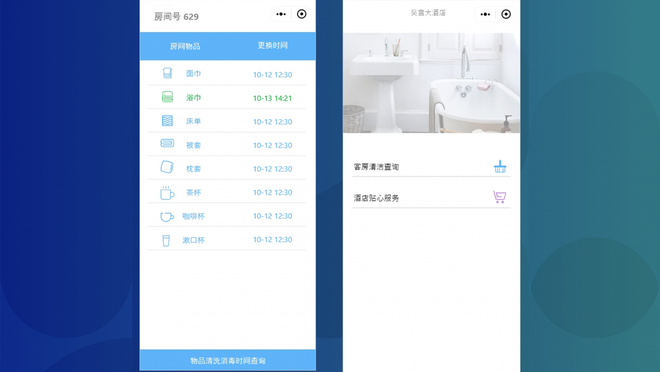 房间号 629
房间物品 更换时间
面巾 10-12 12:30
浴巾 10-13 14:21
床单 10-12 12:30
被套 10-12 12:30
枕套 10-12 12:30
茶杯 10-12 12:30
咖啡杯 10-12 12:30
漱口杯 10-12 12:30
物品清洗消毒时间查询
大酒店
客房清洁查询
酒店贴心服务